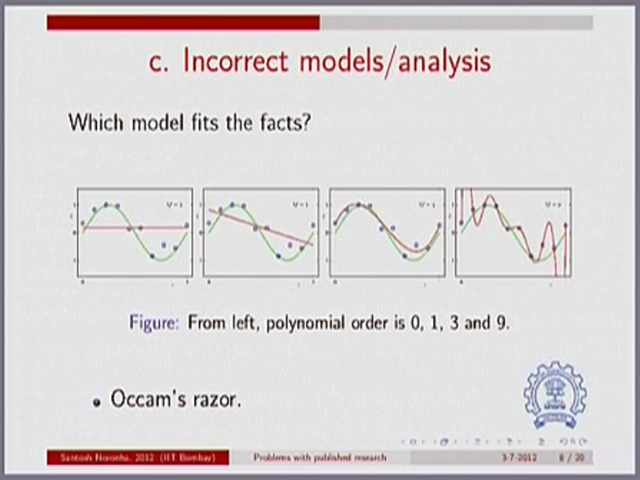 c. Incorrect models/analysis
Which model fits the facts?
Figure: From left, polynomial order is 0, 1, 3 and 9.
• Occam's razor.
Santosh Noronha, 2012 (IIT Bombay) Problems with published research 3-7-2012 8 / 20